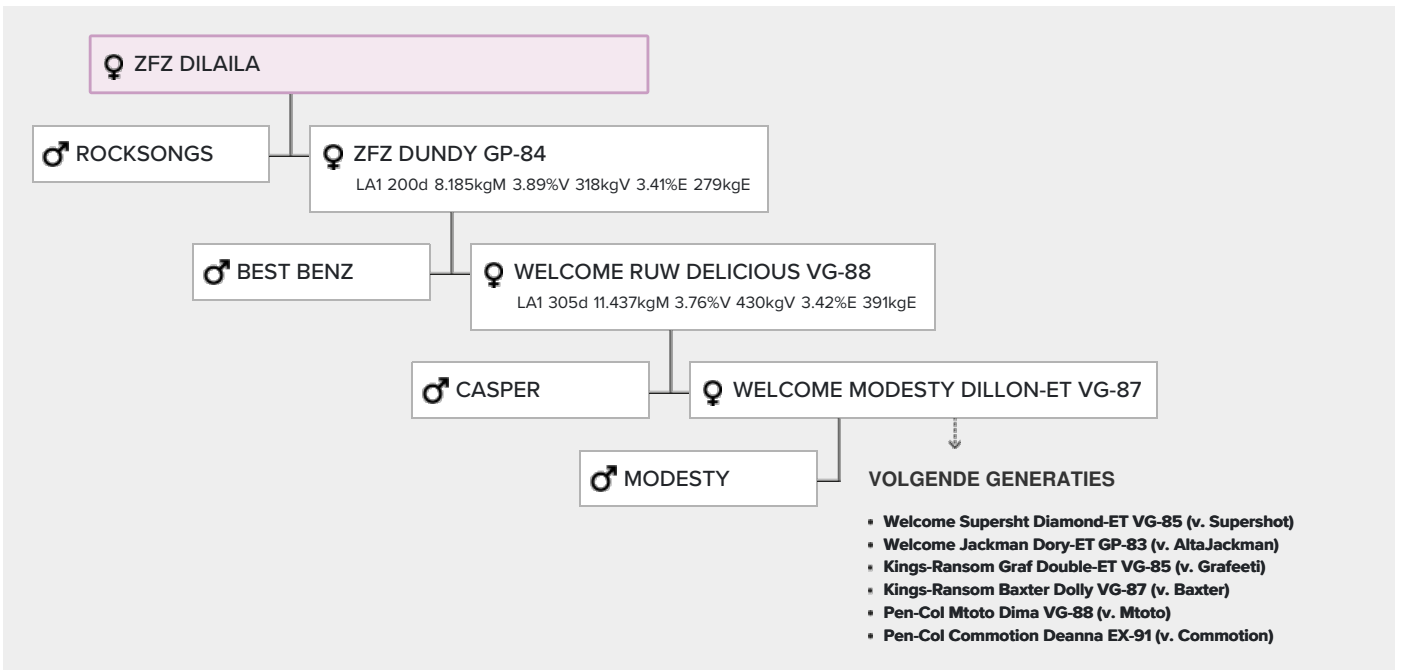 ZFZ DILAILA
ROCKSONGS
ZFZ DUNDY GP-84
LA1 200d 8.185kgM 3.89%V 318kgV 3.41%E 279kgE
BEST BENZ
WELCOME RUW DELICIOUS VG-88
LA1 305d 11.437kgM 3.76%V 430kgV 3.42%E 391kgE
CASPER
WELCOME MODESTY DILLON-ET VG-87
MODESTY
VOLGENDE GENERATIES
• Welcome Supersht Diamond-ET VG-85 (v. Supershot)
• Welcome Jackman Dory-ET GP-83 (v. AltaJackman)
• Kings-Ransom Graf Double-ET VG-85 (v. Grafeeti)
• Kings-Ransom Baxter Dolly VG-87 (v. Baxter)
• Pen-Col Mtoto Dima VG-88 (v. Mtoto)
• Pen-Col Commotion Deanna EX-91 (v. Commotion)